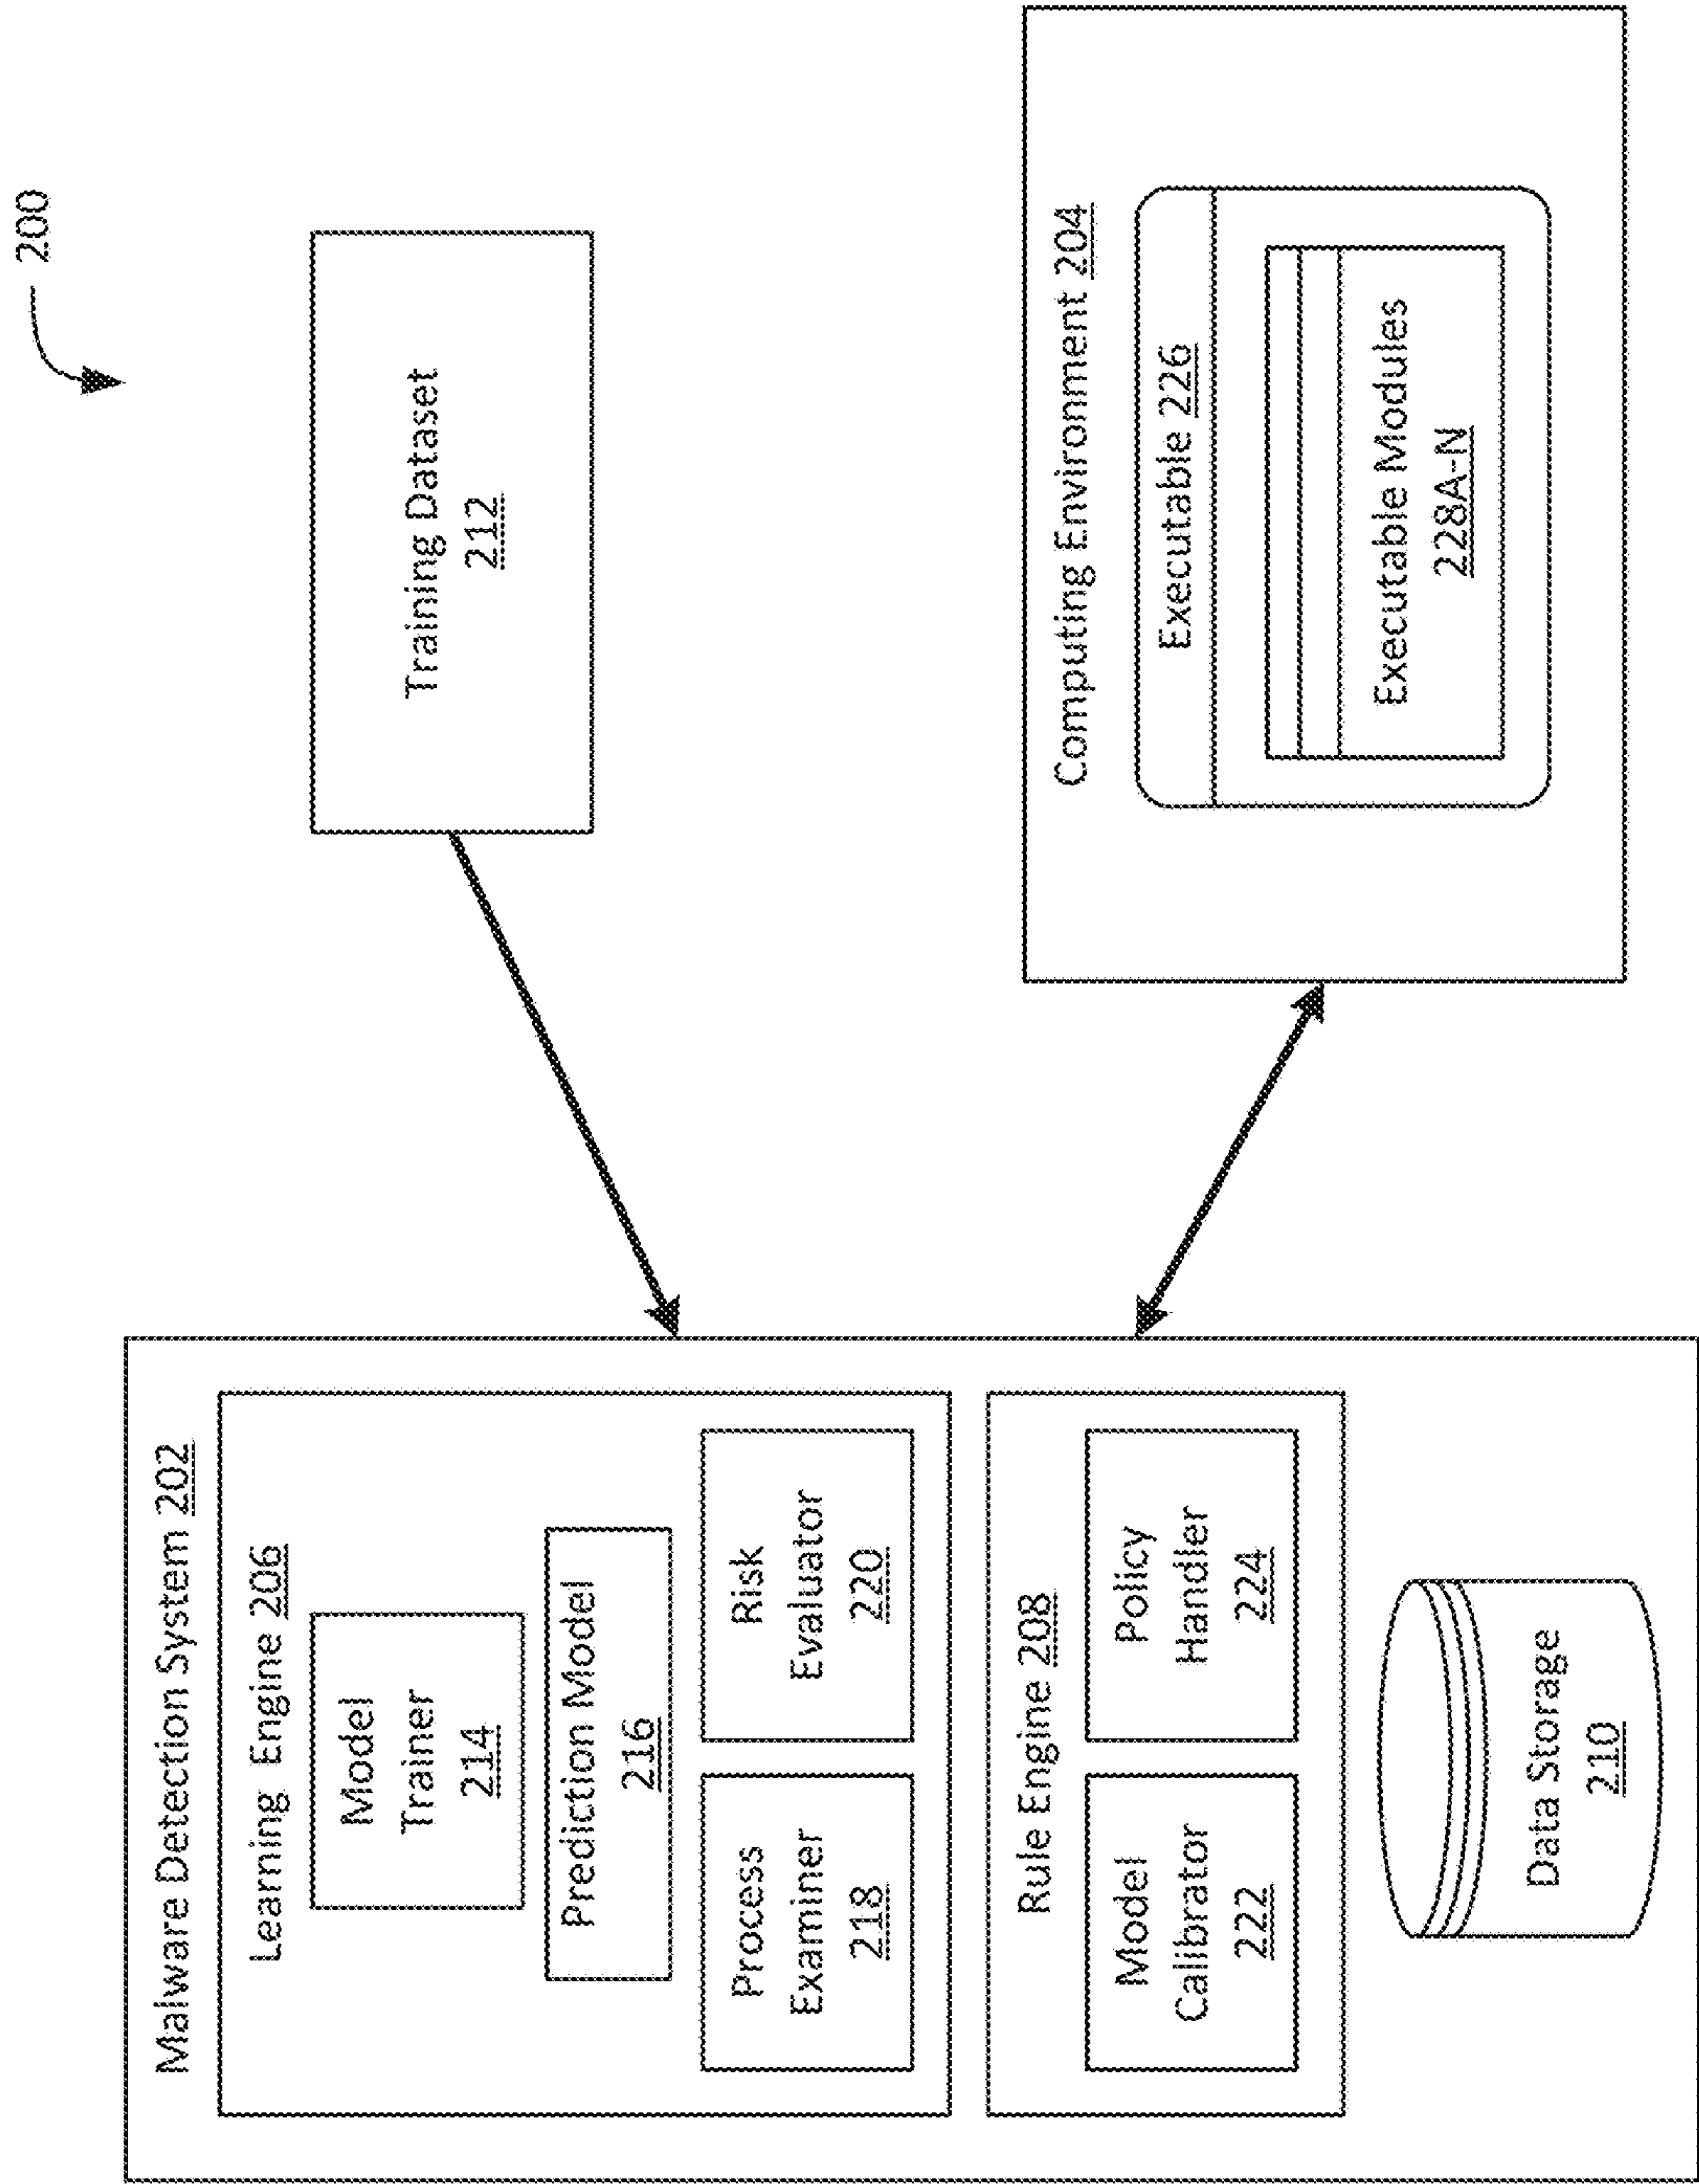 200
Malware Detection System 202
Learning Engine 206
Model
Trainer
214
Prediction Model
216
Process
Examiner
218
Risk
Evaluator
220
Rule Engine 208
Model
Calibrator
222
Policy
Handler
224
Data Storage
210
Training Dataset
212
Computing Environment 204
Executable 226
Executable Modules
228A-N